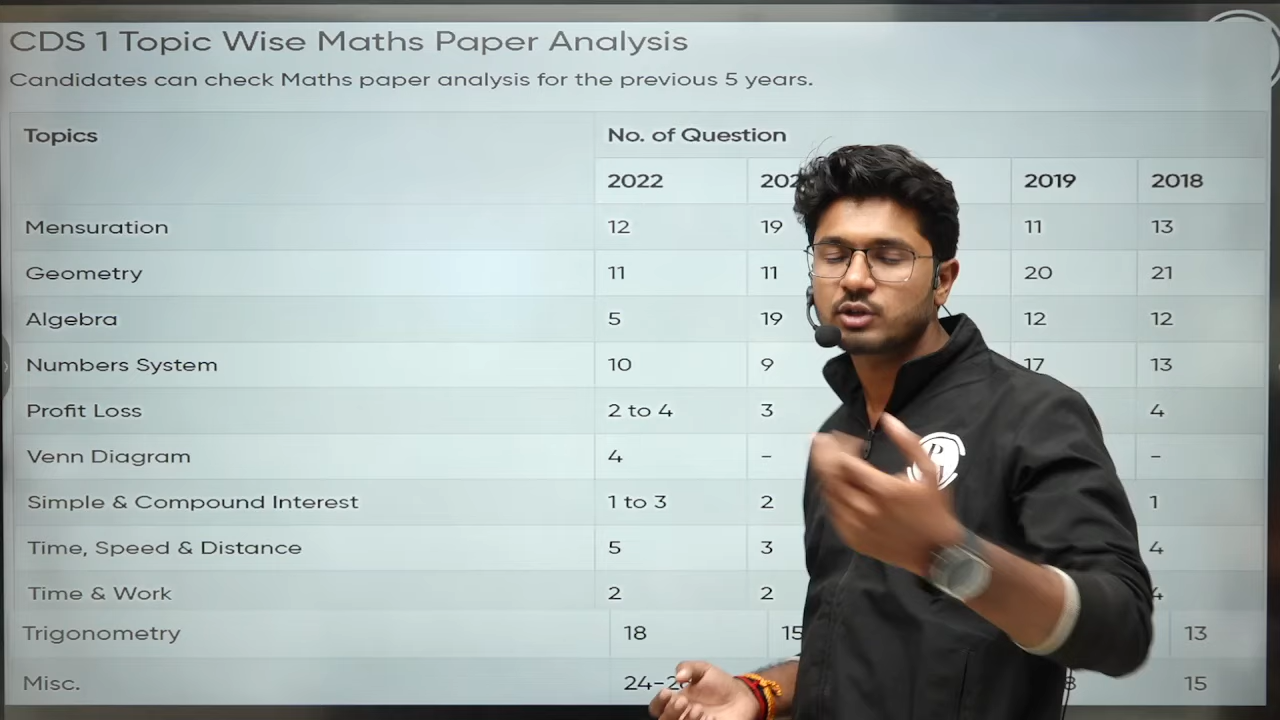 CDS 1 Topic Wise Maths Paper Analysis
Candidates can check Maths paper analysis for the previous 5 years.
Topics No. of Question
2022 2019 2018
Mensuration 12 19 11 13
Geometry 11 11 20 21
Algebra 5 19 12 12
Numbers System 10 9 17 13
Profit Loss 2 to 4 3 4
Venn Diagram 4 - -
Simple & Compound Interest 1 to 3 2 1
Time, Speed & Distance 5 3 4
Time & Work 2 2 4
Trigonometry 18 15 13
Misc. 15